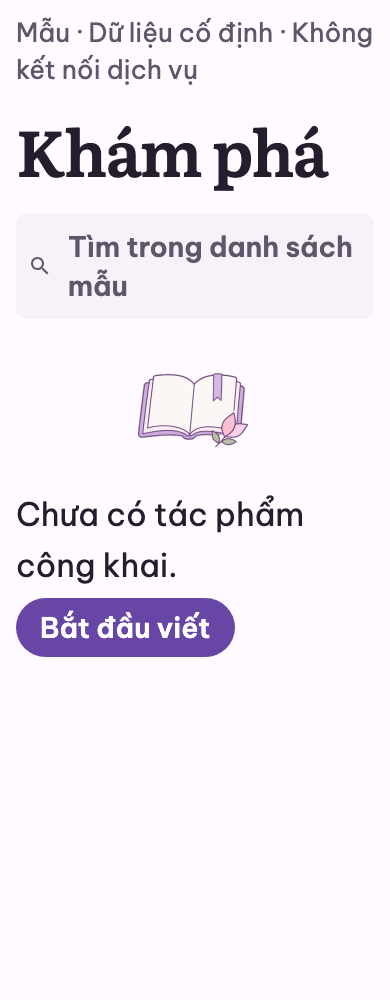 Mẫu · Dữ liệu cố định · Không
kết nối dịch vụ
Khám phá
Tìm trong danh sách
mẫu
Chưa có tác phẩm
công khai.
Bắt đầu viết